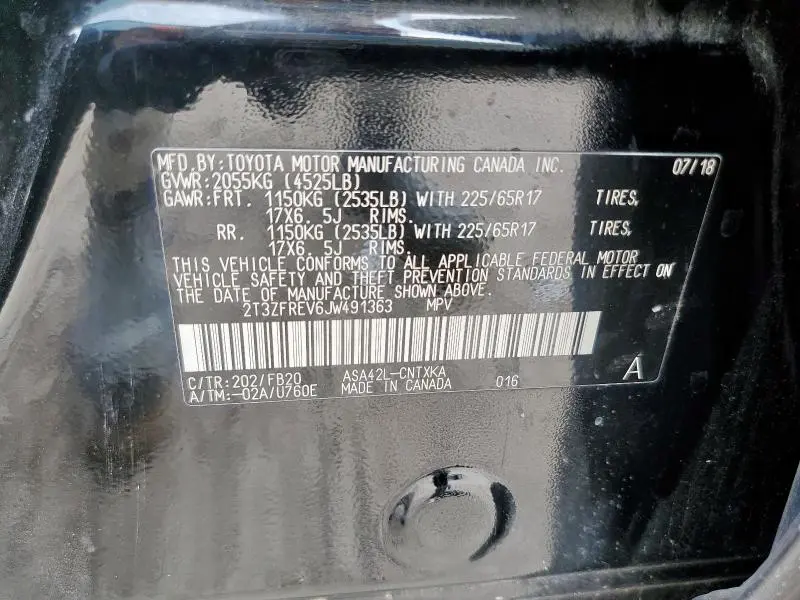 MFD. BY: TOYOTA MOTOR MANUFACTURING CANADA INC. 07/18
GVWR: 2055KG (4525LB)
GAWR: FRT. 1150KG (2535LB) WITH 225/65R17 TIRES,
17X6. 5J RIMS.
RR. 1150KG (2535LB) WITH 225/65R17 TIRES,
17X6. 5J RIMS.
THIS VEHICLE CONFORMS TO ALL APPLICABLE FEDERAL MOTOR
VEHICLE SAFETY AND THEFT PREVENTION STANDARDS IN EFFECT ON
THE DATE OF MANUFACTURE SHOWN ABOVE.
2T3ZFREV6JW491363 MPV
C/TR: 202/FB20 ASA42L-CNTXKA 016 A
A/TM: -02A/U760E MADE IN CANADA